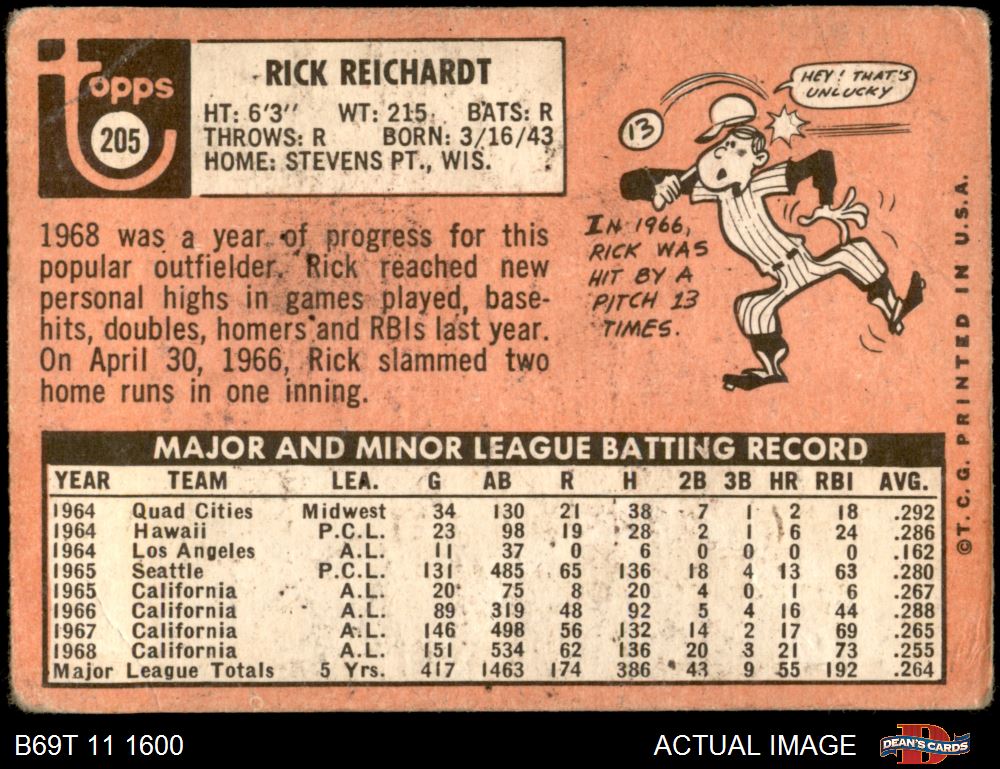 Topps
205
RICK REICHARDT
HT: 6'3" WT: 215 BATS: R
THROWS: R BORN: 3/16/43
HOME: STEVENS PT., WIS.
1968 was a year of progress for this
popular outfielder. Rick reached new
personal highs in games played, base-
hits, doubles, homers and RBIs last year.
On April 30, 1966, Rick slammed two
home runs in one inning.
HEY! THAT'S
UNLUCKY
13
IN 1966,
RICK WAS
HIT BY A
PITCH 13
TIMES.
MAJOR AND MINOR LEAGUE BATTING RECORD
YEAR TEAM LEA. G AB R H 2B 3B HR RBI AVG.
1964 Quad Cities Midwest 34 130 21 38 7 1 2 18 .292
1964 Hawaii P.C.L. 23 98 19 28 2 1 6 24 .286
1964 Los Angeles A.L. 11 37 0 6 0 0 0 0 .162
1965 Seattle P.C.L. 131 485 65 136 18 4 13 63 .280
1965 California A.L. 20 75 8 20 4 0 1 6 .267
1966 California A.L. 89 319 48 92 5 4 16 44 .288
1967 California A.L. 146 498 56 132 14 2 17 69 .265
1968 California A.L. 151 534 62 136 20 3 21 73 .255
Major League Totals 5 Yrs. 417 1463 174 386 43 9 55 192 .264
©T. C. G. PRINTED IN U.S.A.
B69T 11 1600
ACTUAL IMAGE
DEAN'S CARDS